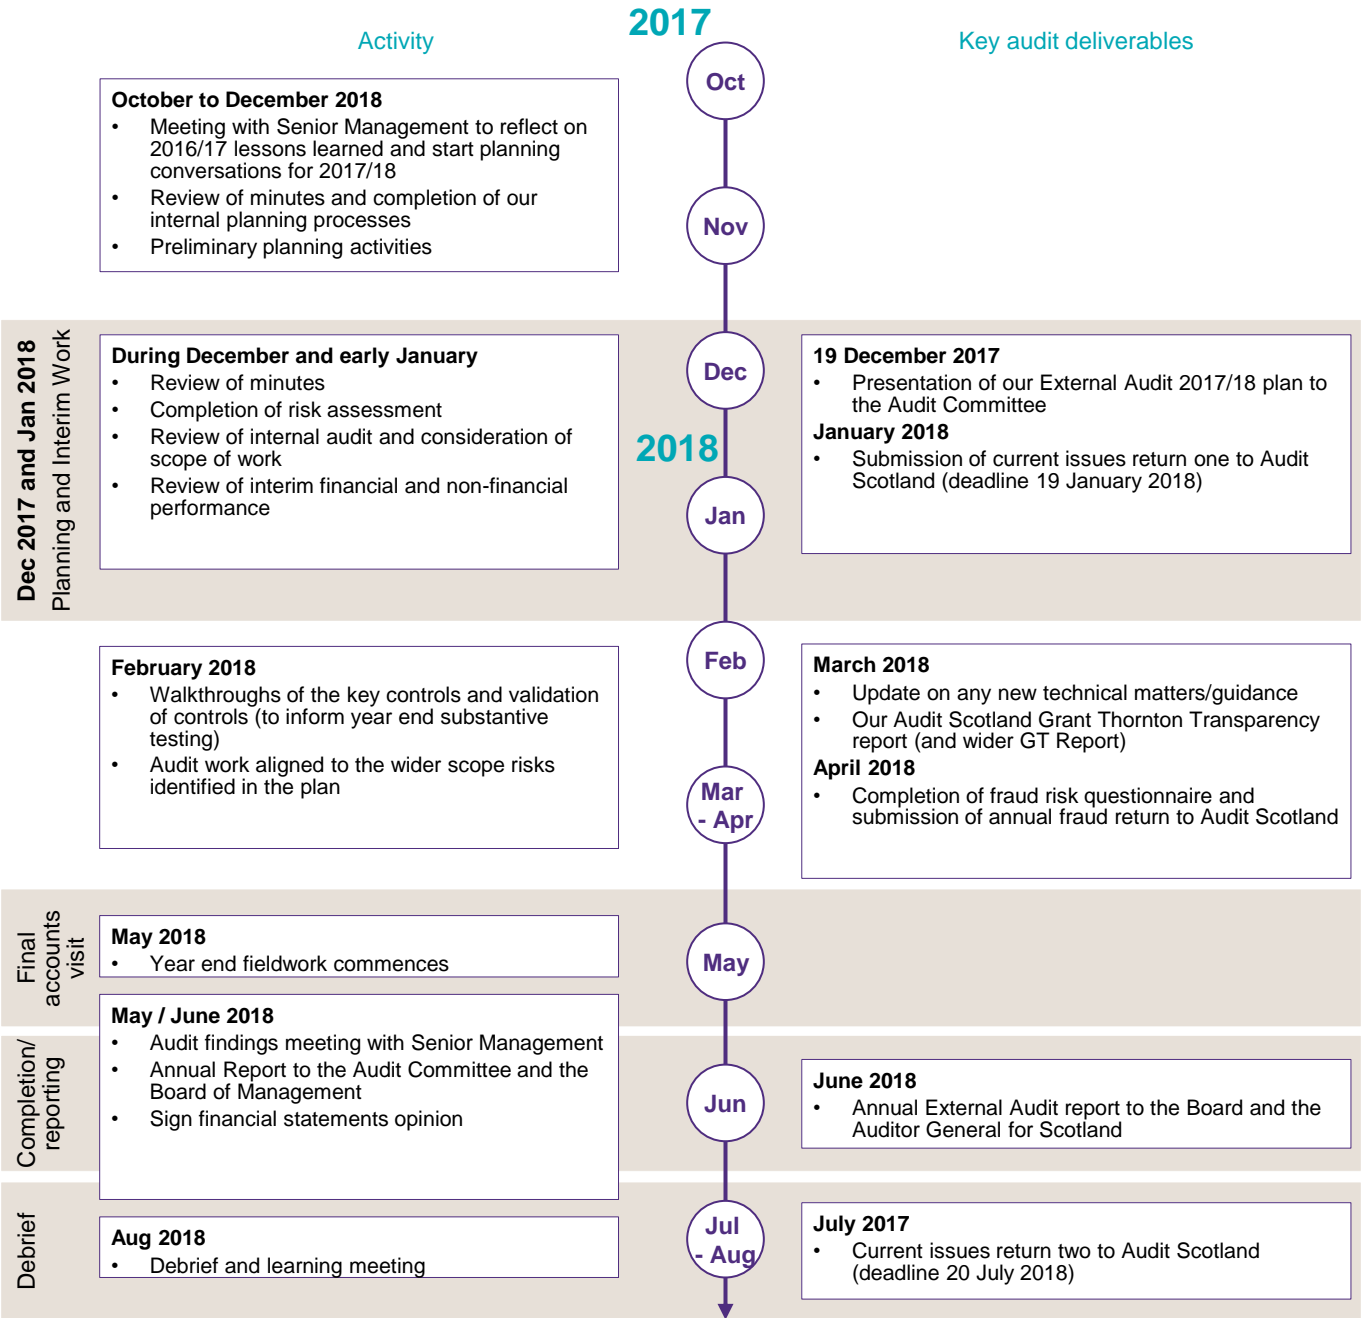 2017
Activity
Key audit deliverables
Oct
October to December 2018
• Meeting with Senior Management to reflect on
2016/17 lessons learned and start planning
conversations for 2017/18
• Review of minutes and completion of our
internal planning processes
• Preliminary planning activities
Nov
Dec 2017 and Jan 2018
Planning and Interim Work
During December and early January
• Review of minutes
• Completion of risk assessment
• Review of internal audit and consideration of
scope of work
• Review of interim financial and non-financial
performance
Dec
2018
Jan
19 December 2017
• Presentation of our External Audit 2017/18 plan to
the Audit Committee
January 2018
• Submission of current issues return one to Audit
Scotland (deadline 19 January 2018)
February 2018
• Walkthroughs of the key controls and validation
of controls (to inform year end substantive
testing)
• Audit work aligned to the wider scope risks
identified in the plan
Feb
Mar
- Apr
March 2018
• Update on any new technical matters/guidance
• Our Audit Scotland Grant Thornton Transparency
report (and wider GT Report)
April 2018
• Completion of fraud risk questionnaire and
submission of annual fraud return to Audit Scotland
Final
accounts
visit
May 2018
• Year end fieldwork commences
May
Completion/
reporting
May / June 2018
• Audit findings meeting with Senior Management
• Annual Report to the Audit Committee and the
Board of Management
• Sign financial statements opinion
Jun
June 2018
• Annual External Audit report to the Board and the
Auditor General for Scotland
Debrief
Aug 2018
• Debrief and learning meeting
Jul
- Aug
July 2017
• Current issues return two to Audit Scotland
(deadline 20 July 2018)